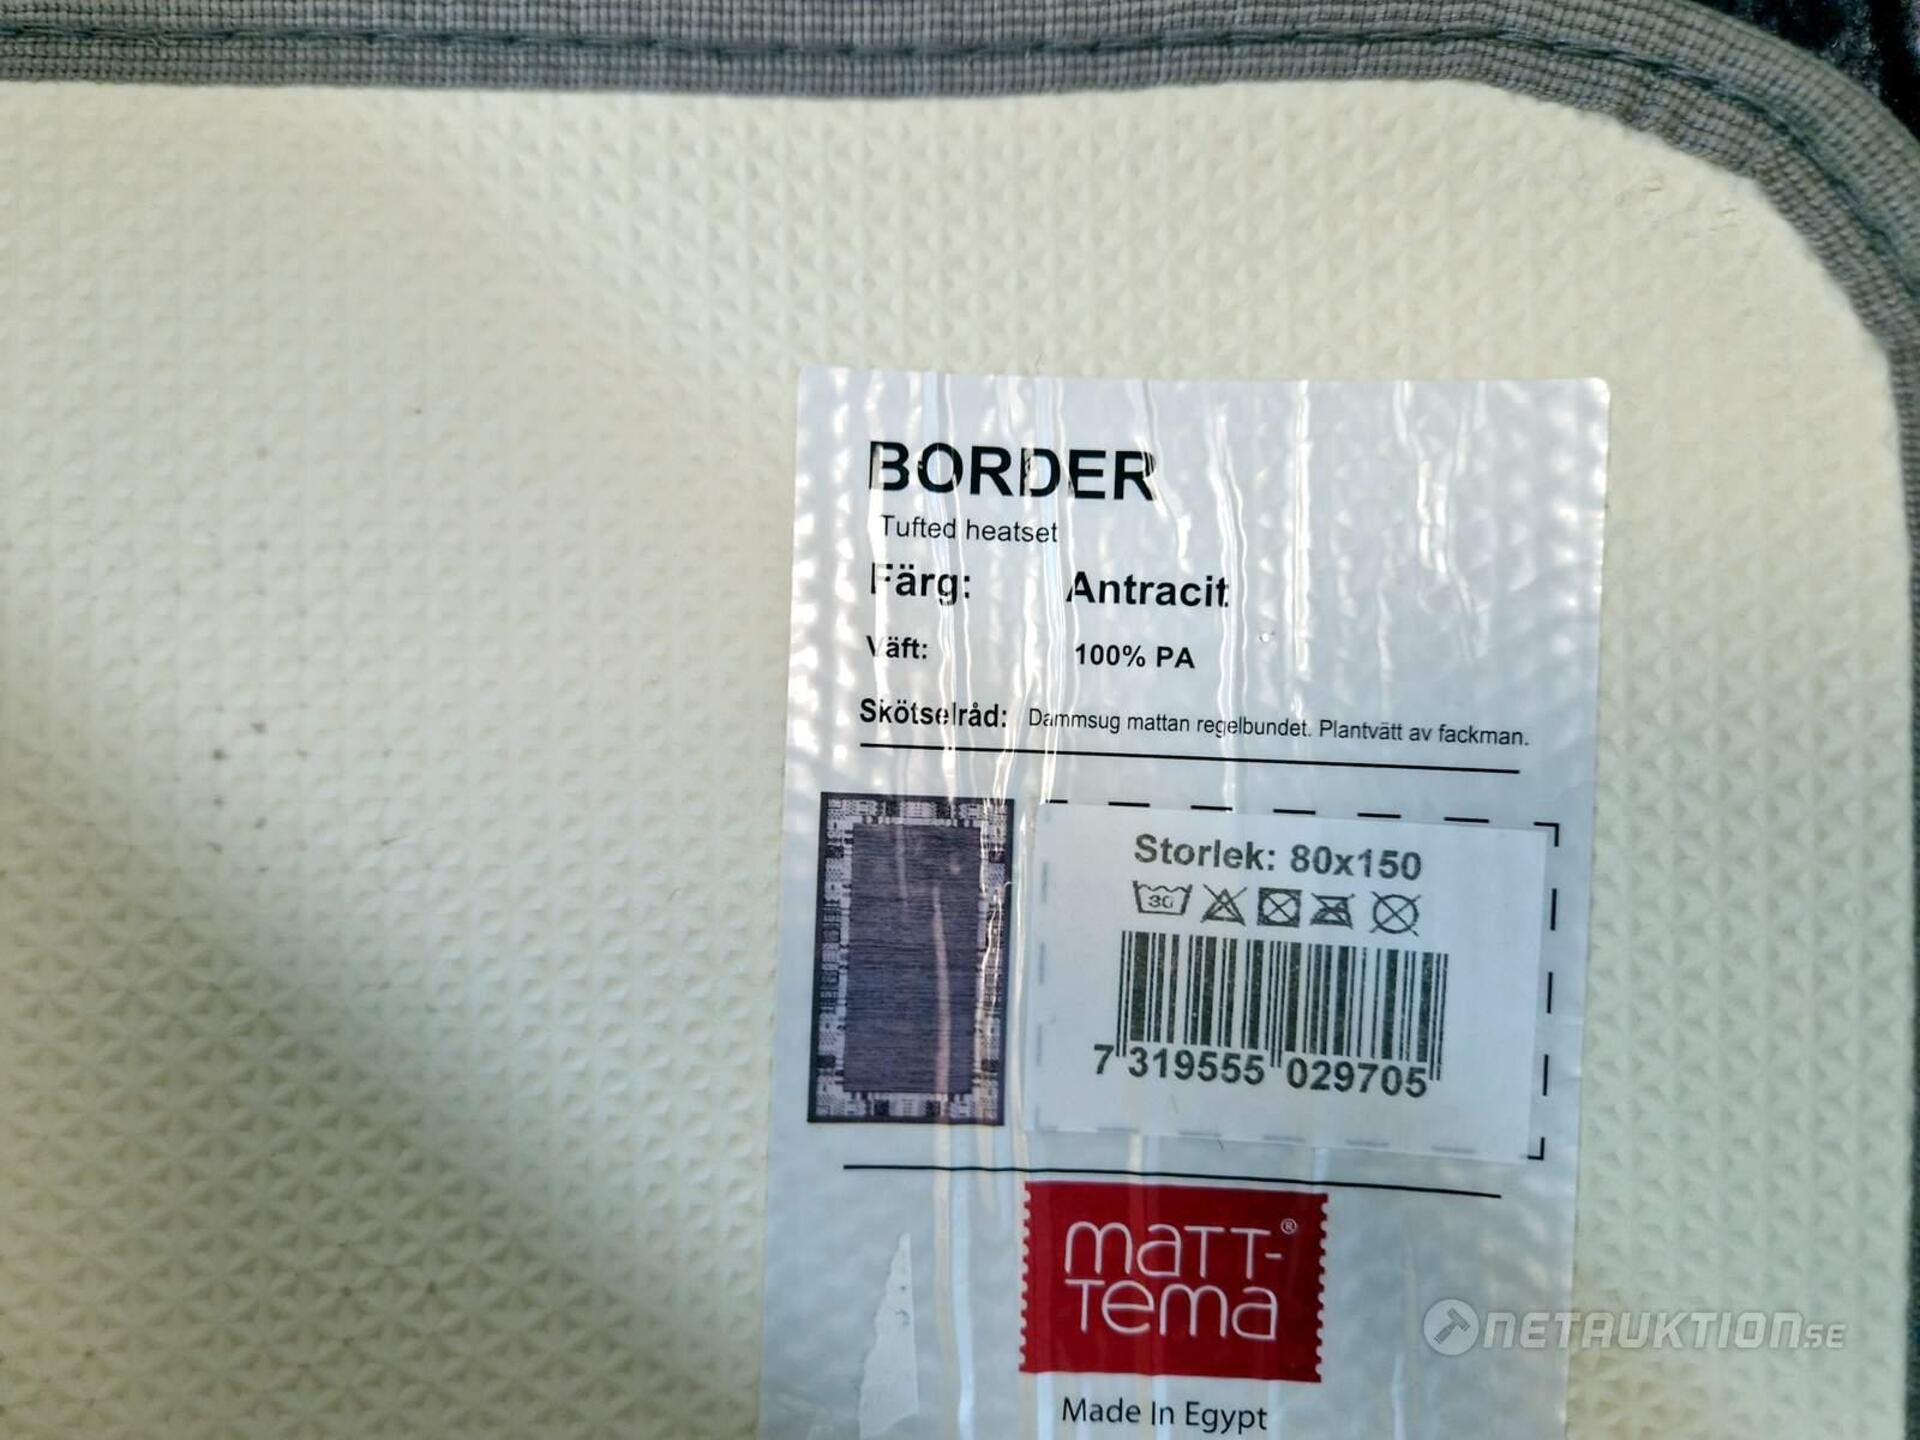 BORDER
Tufted heatset
Färg: Antracit
Väft: 100% PA
Skötselråd: Dammsug mattan regelbundet. Plantvätt av fackman.
Storlek: 80x150
30
7 319555 029705
maTT-®
Tema
Made In Egypt
NETAUKTION.SE